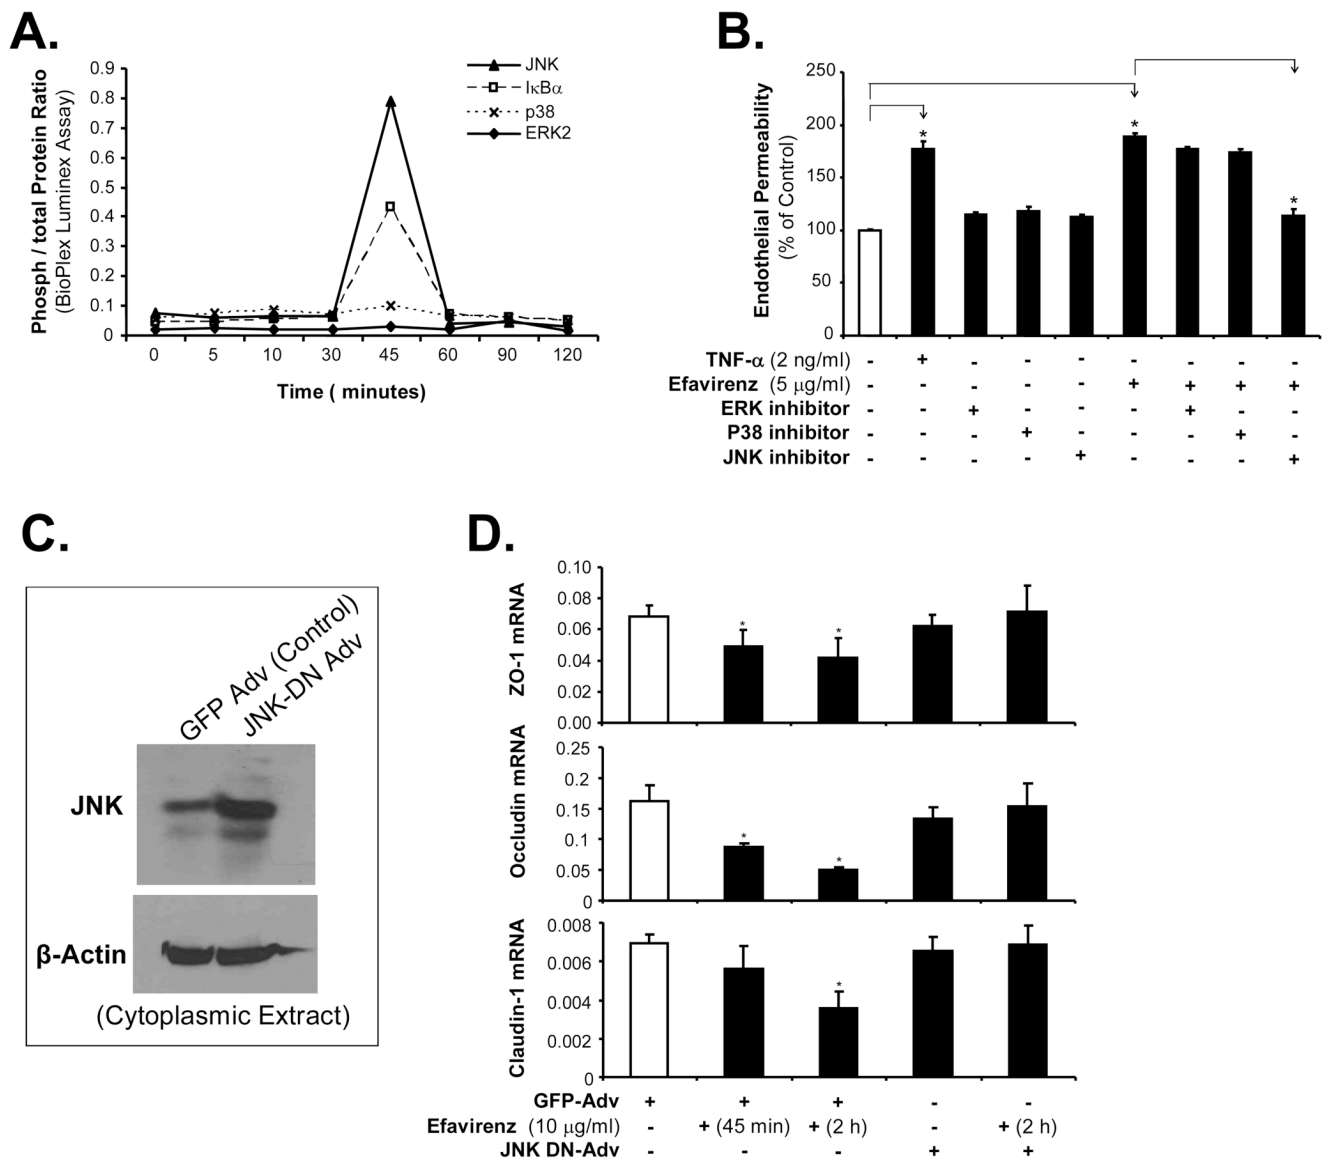 A.
Phosph / total Protein Ratio
(BioPlex Luminex Assay)
0.9
0.8
0.7
0.6
0.5
0.4
0.3
0.2
0.1
0
JNK
IκBα
p38
ERK2
0 5 10 30 45 60 90 120
Time ( minutes)
B.
Endothelial Permeability
(% of Control)
250
200
150
100
50
0
* * *
TNF-α (2 ng/ml) - + - - - - - - -
Efavirenz (5 μg/ml) - - - - - + + + +
ERK inhibitor - - + - - - + - -
P38 inhibitor - - - + - - - + -
JNK inhibitor - - - - + - - - +
C.
GFP Adv (Control)
JNK-DN Adv
JNK
β-Actin
(Cytoplasmic Extract)
D.
ZO-1 mRNA
0.10
0.08
0.06
0.04
0.02
0.00
* *
Occludin mRNA
0.25
0.2
0.15
0.1
0.05
0
* *
Claudin-1 mRNA
0.008
0.006
0.004
0.002
0
*
GFP-Adv + + + - -
Efavirenz (10 μg/ml) - + (45 min) + (2 h) - + (2 h)
JNK DN-Adv - - - + +